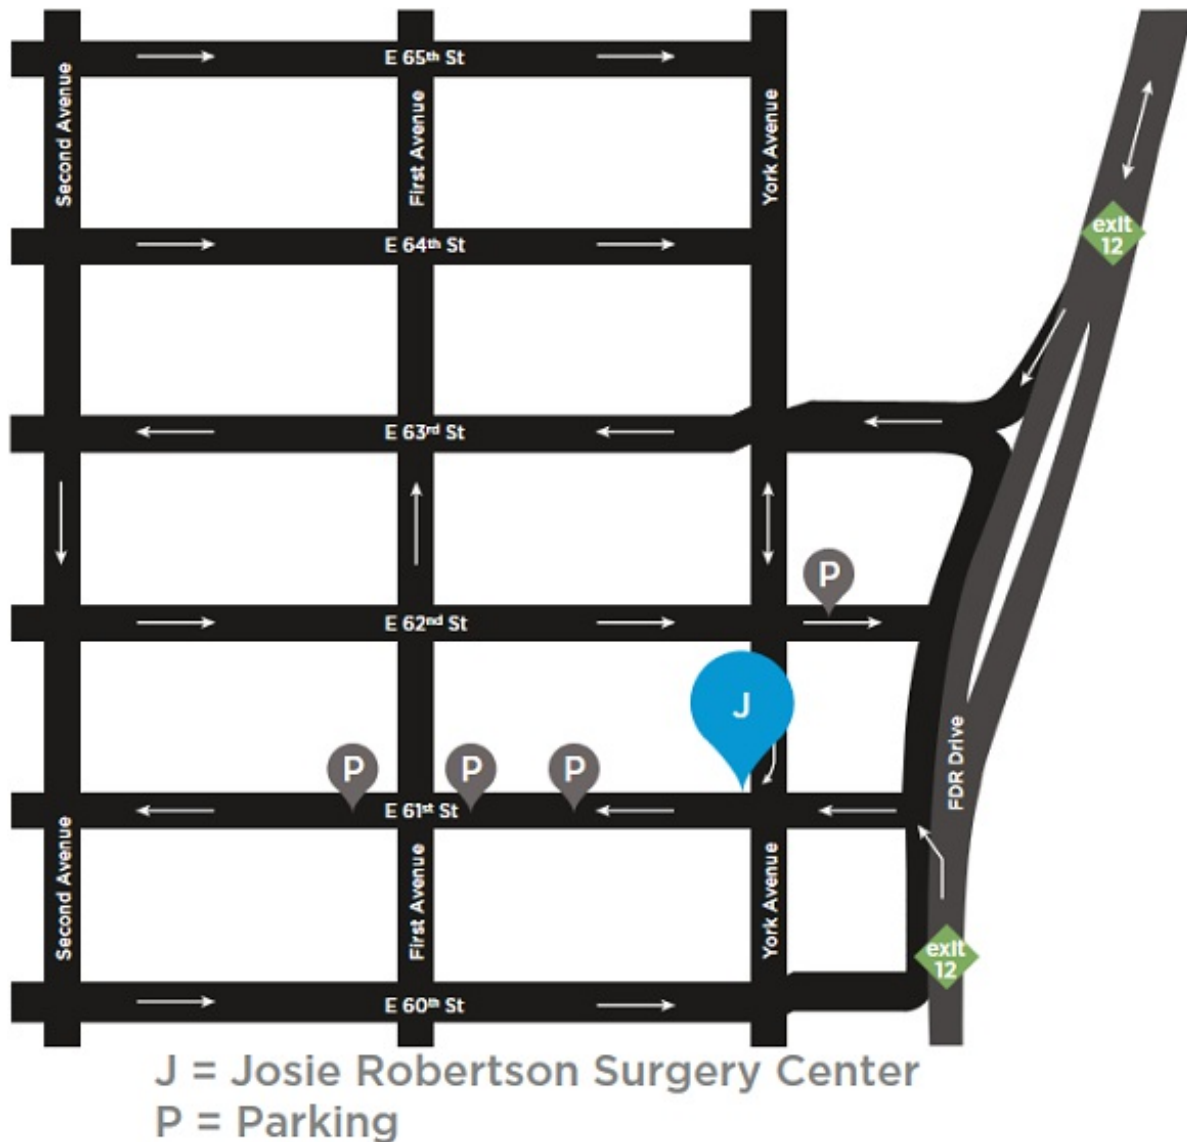 E 65th St
Second Avenue
First Avenue
York Avenue
exit
12
E 64th St
E 63rd St
P
E 62nd St
J
FDR Drive
P
P
P
E 61st St
Second Avenue
First Avenue
York Avenue
exit
12
E 60th St
J = Josie Robertson Surgery Center
P = Parking